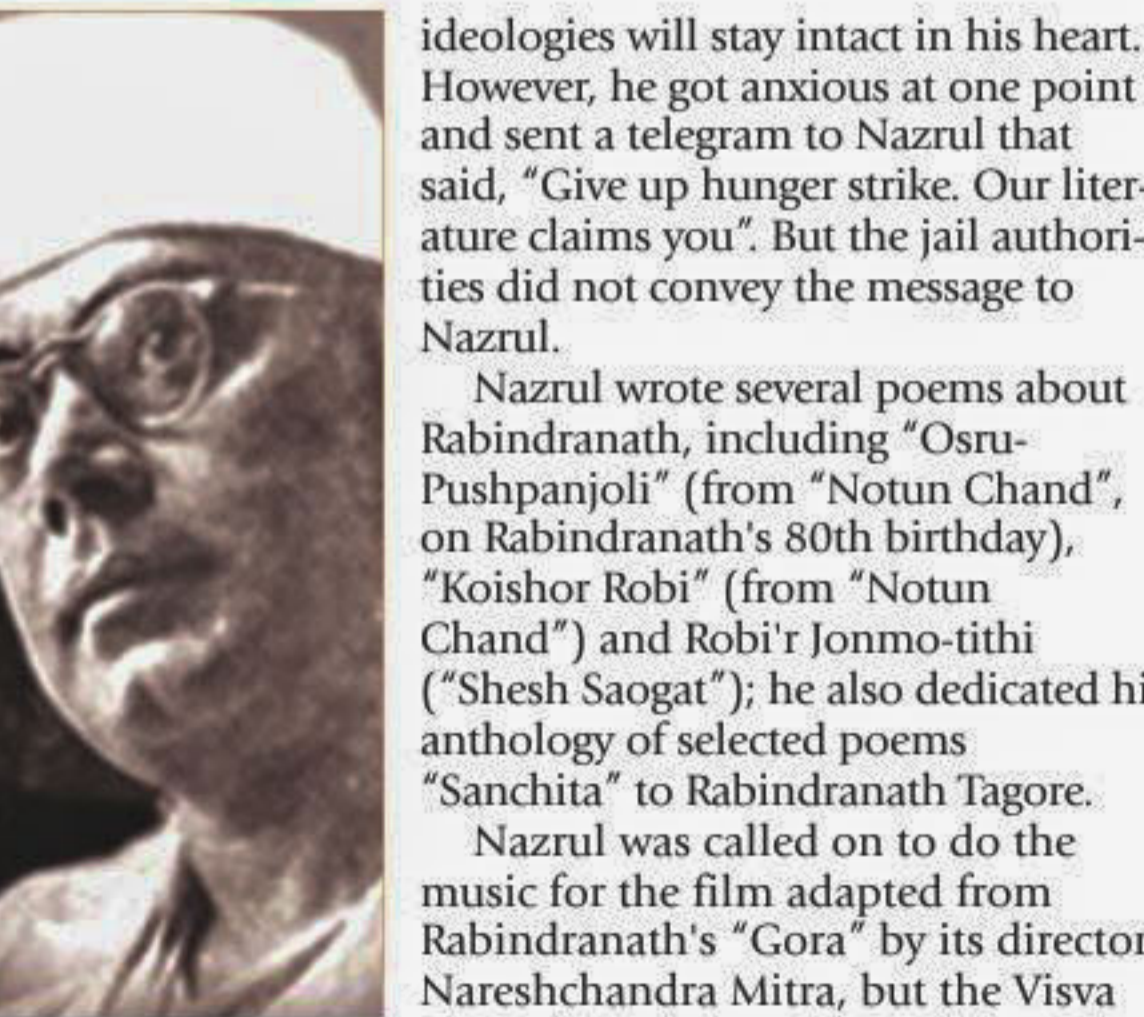 ideologies will stay intact in his heart.
However, he got anxious at one point
and sent a telegram to Nazrul that
said, “Give up hunger strike. Our liter-
ature claims you”. But the jail authori-
ties did not convey the message to
Nazrul.
Nazrul wrote several poems about
Rabindranath, including “Osru-
Pushpanjoli” (from “Notun Chand”,
on Rabindranath's 80th birthday),
“Koishor Robi” (from “Notun
Chand”) and Robi'r Jonmo-tithi
(“Shesh Saogat”); he also dedicated hi
anthology of selected poems
“Sanchita” to Rabindranath Tagore.
Nazrul was called on to do the
music for the film adapted from
Rabindranath's “Gora” by its director
Nareshchandra Mitra, but the Visva